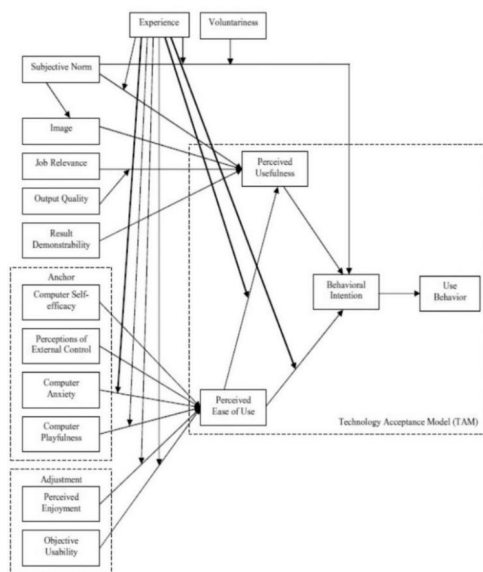 Experience
Voluntariness
Subjective Norm
Image
Job Relevance
Output Quality
Result
Demonstrability
Perceived
Usefulness
Anchor
Computer Self-
efficacy
Perceptions of
External Control
Computer
Anxiety
Computer
Playfulness
Behavioral
Intention
Use
Behavior
Perceived
Ease of Use
Technology Acceptance Model (TAM)
Adjustment
Perceived
Enjoyment
Objective
Usability